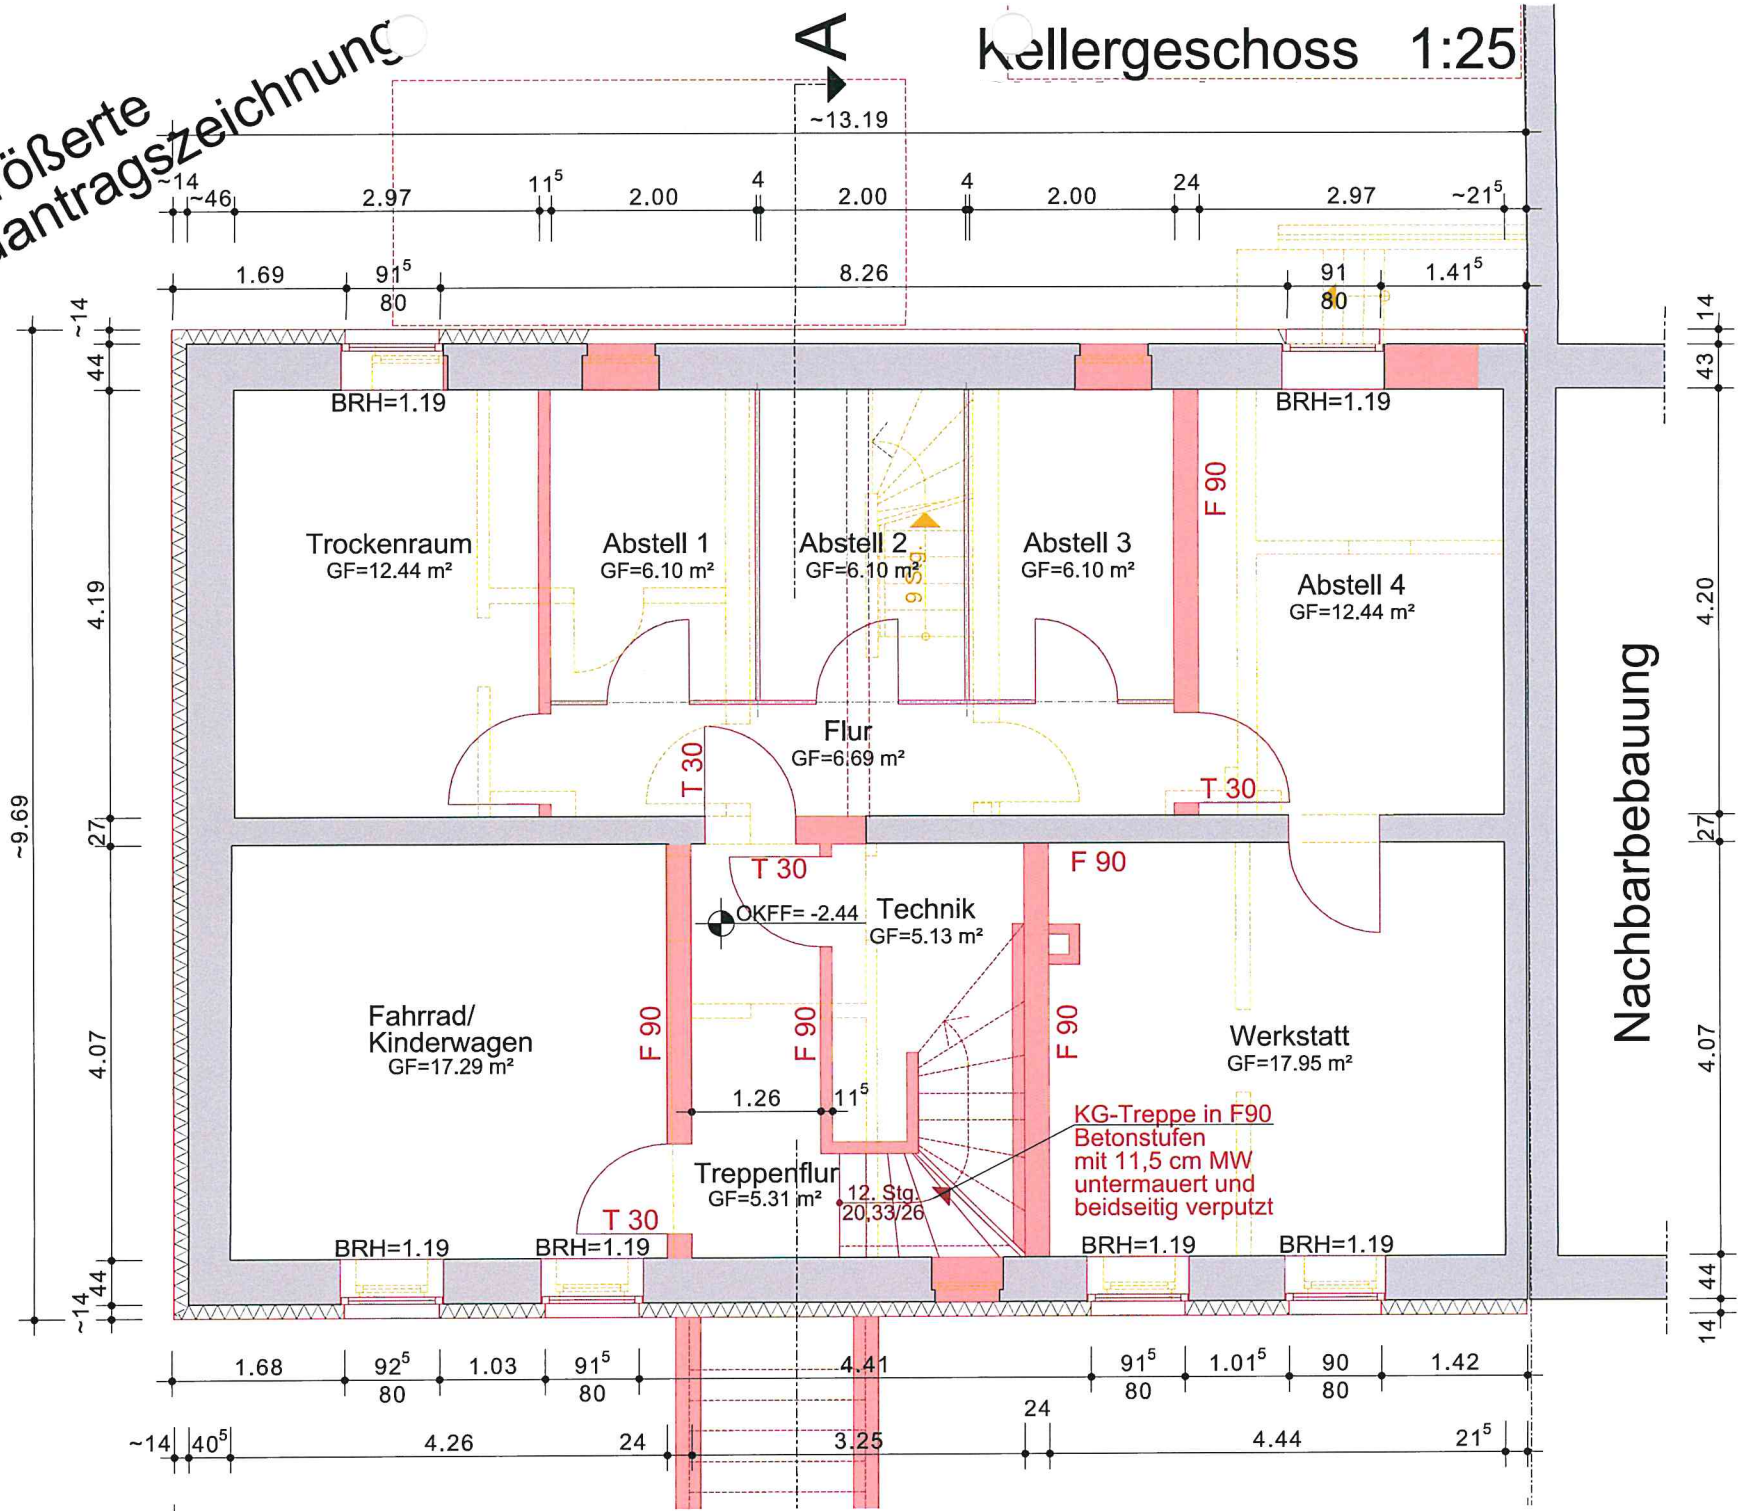 A
Kellergeschoss 1:25
größerte
antragszeichnung
~13.19
~14
~46
2.97
11⁵
2.00
4
2.00
4
2.00
24
2.97
~21⁵
1.69
91⁵
80
8.26
91
80
1.41⁵
~14
44
4.19
27
4.07
44
~14
~9.69
14
43
4.20
27
4.07
44
14
BRH=1.19
BRH=1.19
Trockenraum
GF=12.44 m²
Abstell 1
GF=6.10 m²
Abstell 2
GF=6.10 m²
9 Stg.
Abstell 3
GF=6.10 m²
F 90
Abstell 4
GF=12.44 m²
Flur
GF=6.69 m²
T 30
T 30
Nachbarbebauung
T 30
F 90
OKFF= -2.44
Technik
GF=5.13 m²
Fahrrad/
Kinderwagen
GF=17.29 m²
F 90
F 90
F 90
Werkstatt
GF=17.95 m²
1.26
11⁵
KG-Treppe in F90
Betonstufen
mit 11,5 cm MW
untermauert und
beidseitig verputzt
Treppenflur
GF=5.31 m²
12. Stg.
20,33/26
T 30
BRH=1.19
BRH=1.19
BRH=1.19
BRH=1.19
1.68
92⁵
80
1.03
91⁵
80
4.41
91⁵
80
1.01⁵
90
80
1.42
~14
40⁵
4.26
24
3.25
24
4.44
21⁵